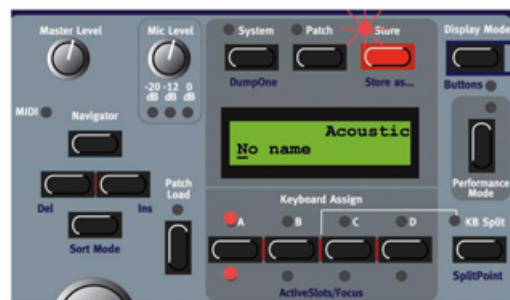 Master Level
Mic Level
System
Patch
Store
Display Mode
DumpOne
Store as...
Buttons
-20 -12 0
dB dB dB
MIDI
Navigator
Acoustic
No name
Del
Ins
Patch
Load
Performance
Mode
Sort Mode
Keyboard Assign
A
B
C
D
KB Split
SplitPoint
ActiveSlots/Focus